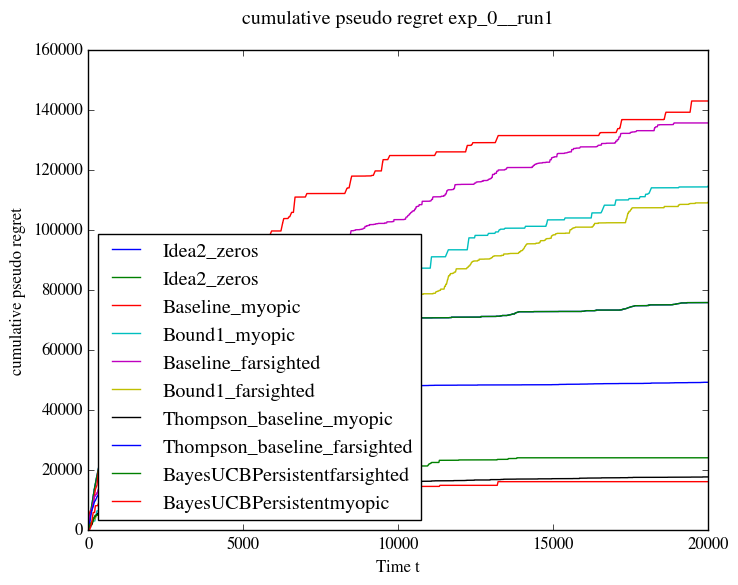 cumulative pseudo regret exp_0__run1
160000
140000
120000
100000
80000
60000
40000
20000
0
cumulative pseudo regret
Idea2_zeros
Idea2_zeros
Baseline_myopic
Bound1_myopic
Baseline_farsighted
Bound1_farsighted
Thompson_baseline_myopic
Thompson_baseline_farsighted
BayesUCBPersistentfarsighted
BayesUCBPersistentmyopic
0 5000 10000 15000 20000
Time t